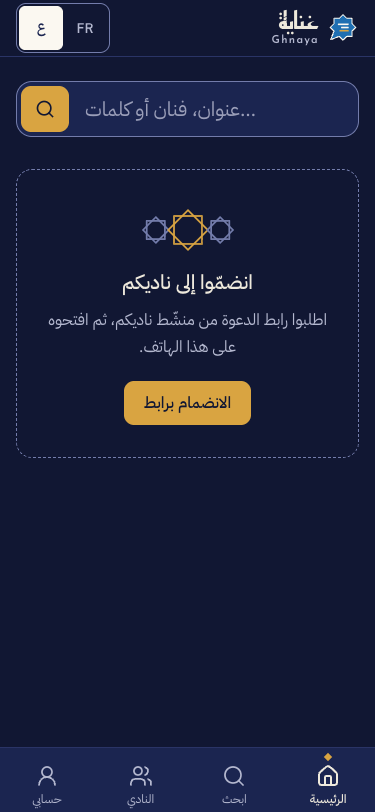 غناية
Ghnaya
FR
ع
عنوان، فنان أو كلمات...
انضمّوا إلى ناديكم
اطلبوا رابط الدعوة من منشّط ناديكم، ثم افتحوه
على هذا الهاتف.
الانضمام برابط
الرئيسية
ابحث
النادي
حسابي